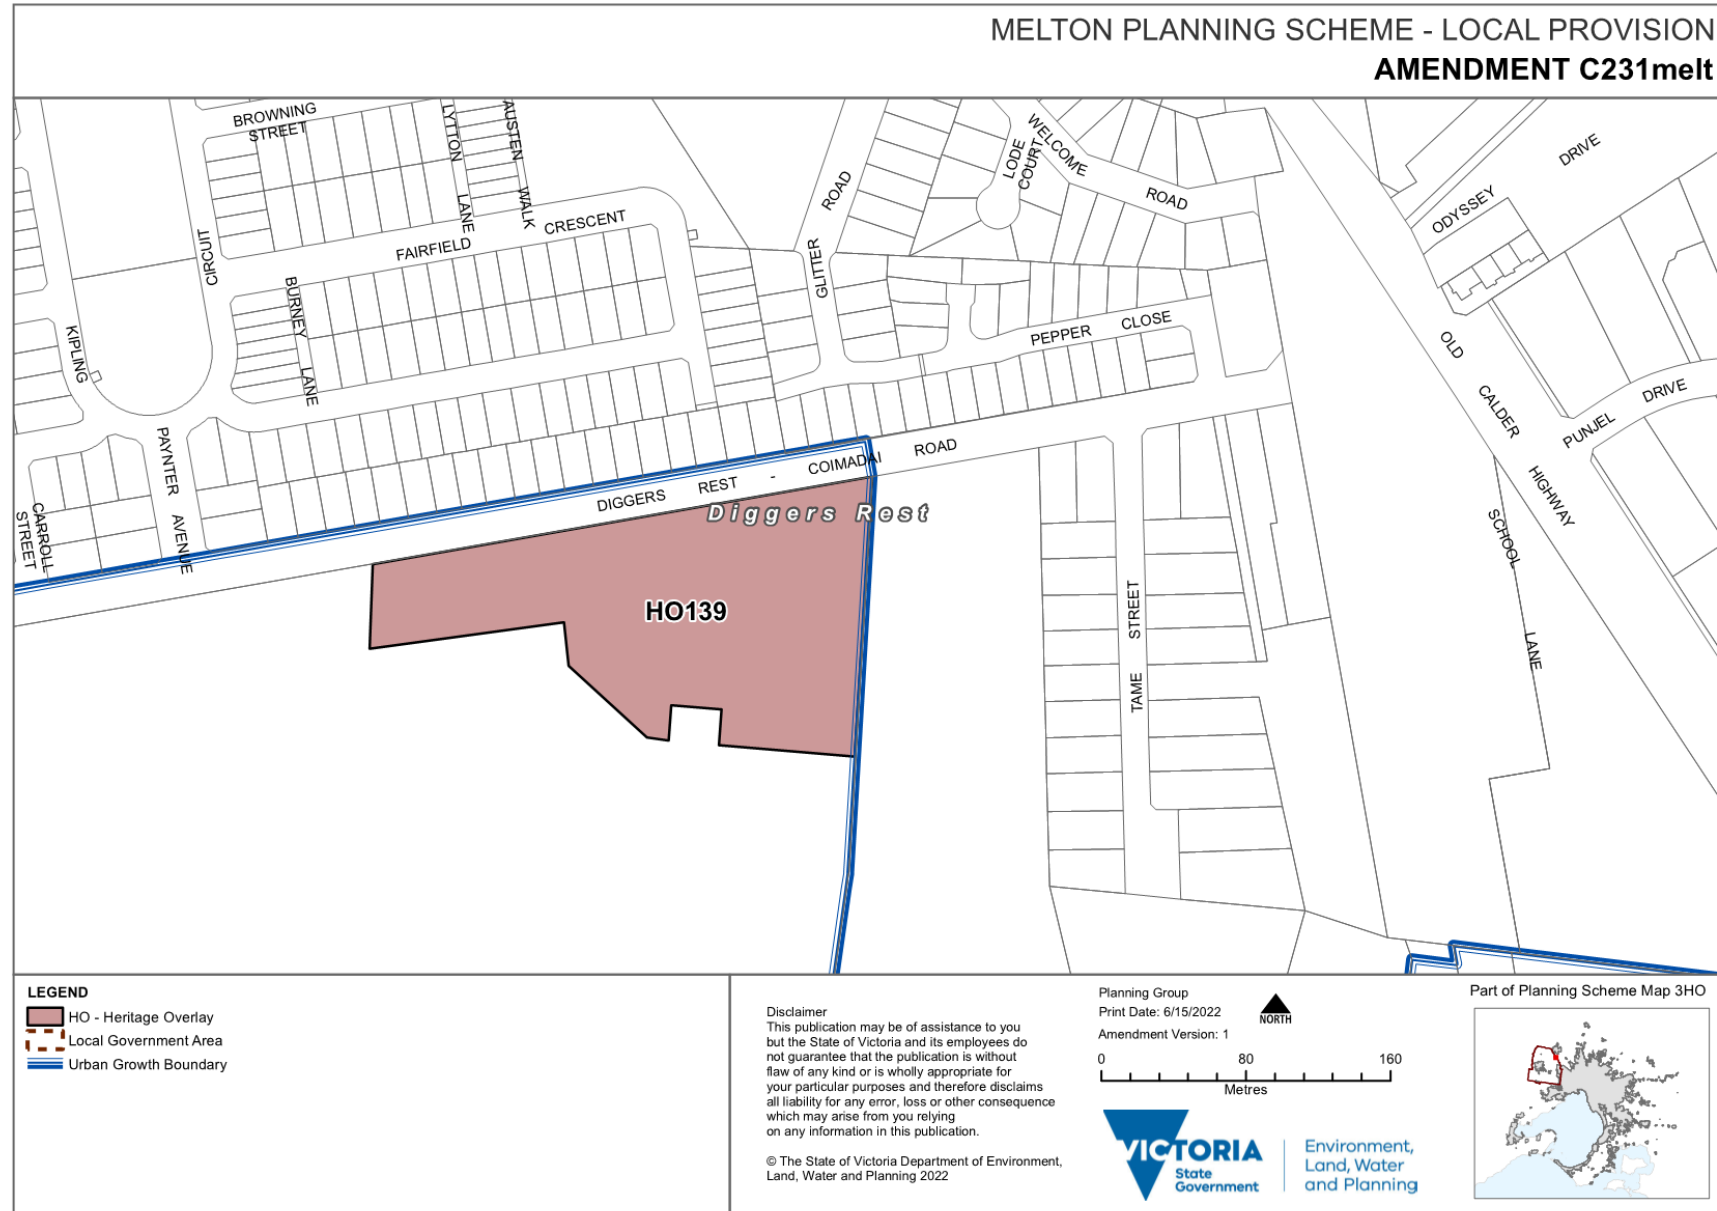 MELTON PLANNING SCHEME - LOCAL PROVISION
AMENDMENT C231melt
BROWNING
STREET
LYTTON
LANE
AUSTEN
WALK
CIRCUIT
FAIRFIELD
CRESCENT
BURNEY
LANE
KIPLING
PAYNTER
AVENUE
CARROLL
STREET
ROAD
GLITTER
LODE
COURT
WELCOME
ROAD
PEPPER
CLOSE
DRIVE
ODYSSEY
OLD
CALDER
HIGHWAY
PUNJEL
DRIVE
SCHOOL
LANE
DIGGERS
REST
-
COIMADAI
ROAD
Diggers Rest
HO139
TAME
STREET
LEGEND
HO - Heritage Overlay
Local Government Area
Urban Growth Boundary
Disclaimer
This publication may be of assistance to you
but the State of Victoria and its employees do
not guarantee that the publication is without
flaw of any kind or is wholly appropriate for
your particular purposes and therefore disclaims
all liability for any error, loss or other consequence
which may arise from you relying
on any information in this publication.
© The State of Victoria Department of Environment,
Land, Water and Planning 2022
Planning Group
Print Date: 6/15/2022
Amendment Version: 1
NORTH
0
80
160
Metres
VICTORIA
State
Government
Environment,
Land, Water
and Planning
Part of Planning Scheme Map 3HO